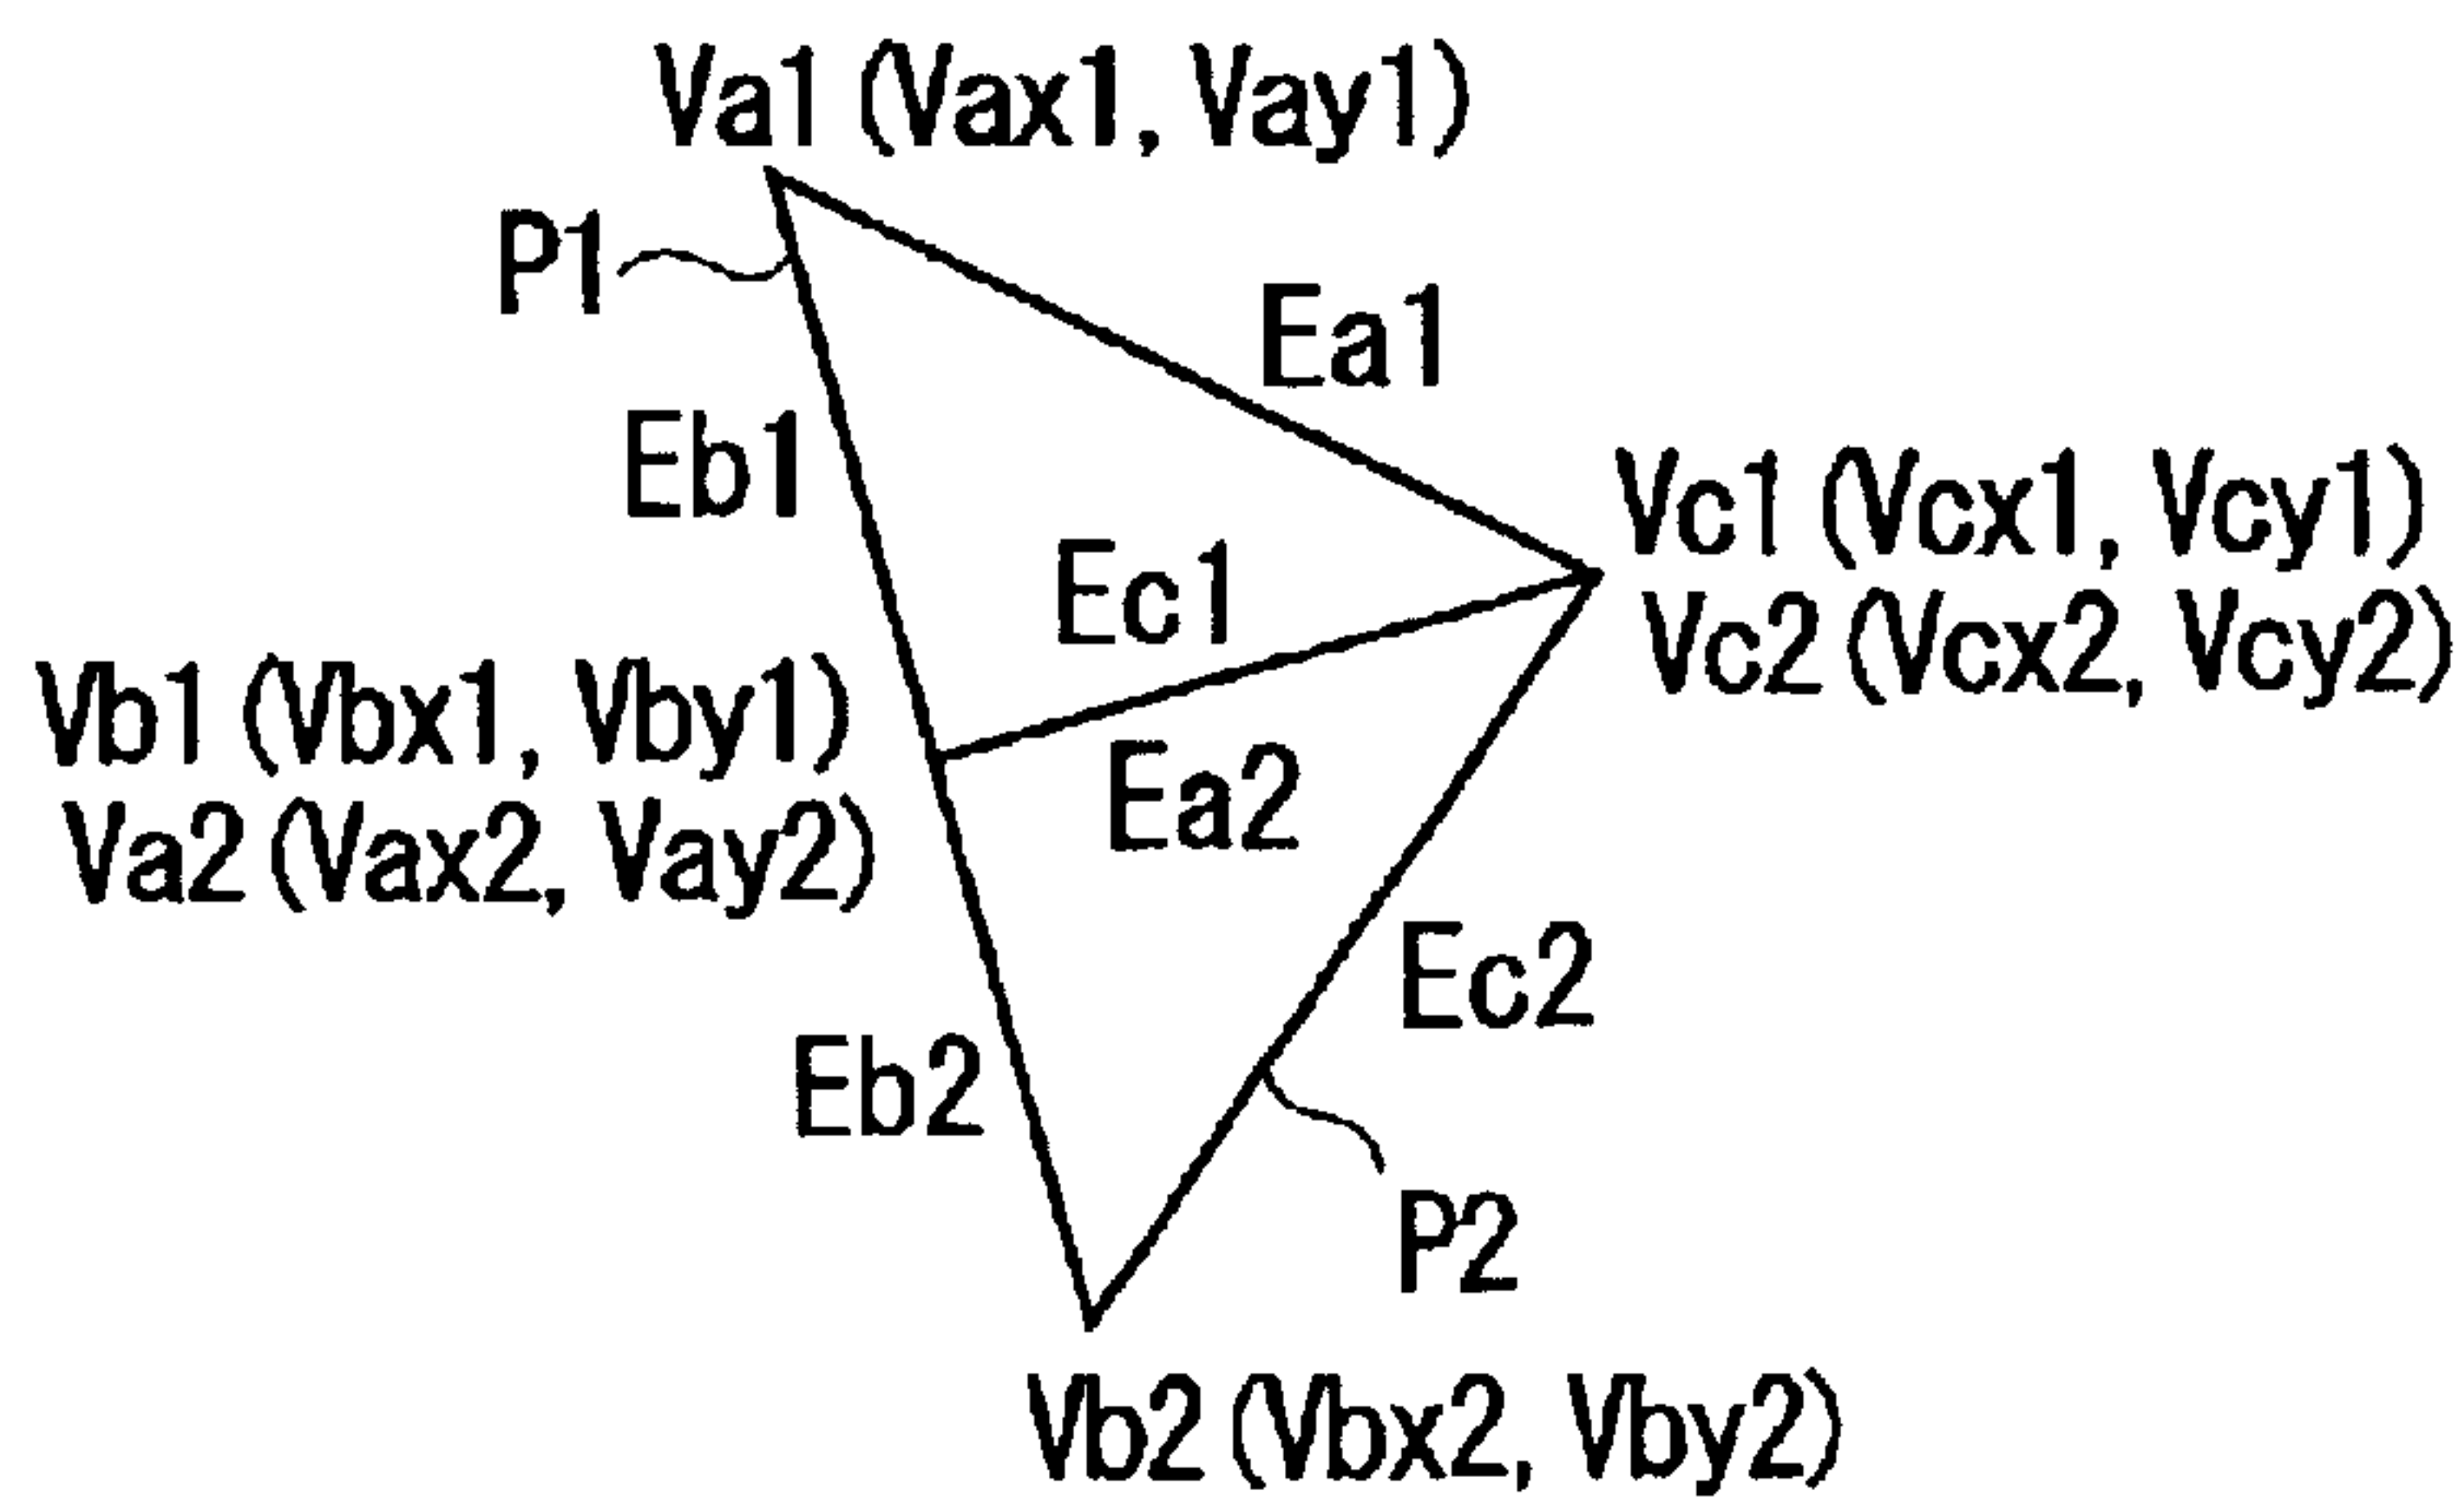 Va1 (Vax1, Vay1)
P1
Ea1
Eb1
Vc1 (Vcx1, Vcy1)
Ec1
Vc2 (Vcx2, Vcy2)
Vb1 (Vbx1, Vby1)
Va2 (Vax2, Vay2)
Ea2
Ec2
Eb2
P2
Vb2 (Vbx2, Vby2)